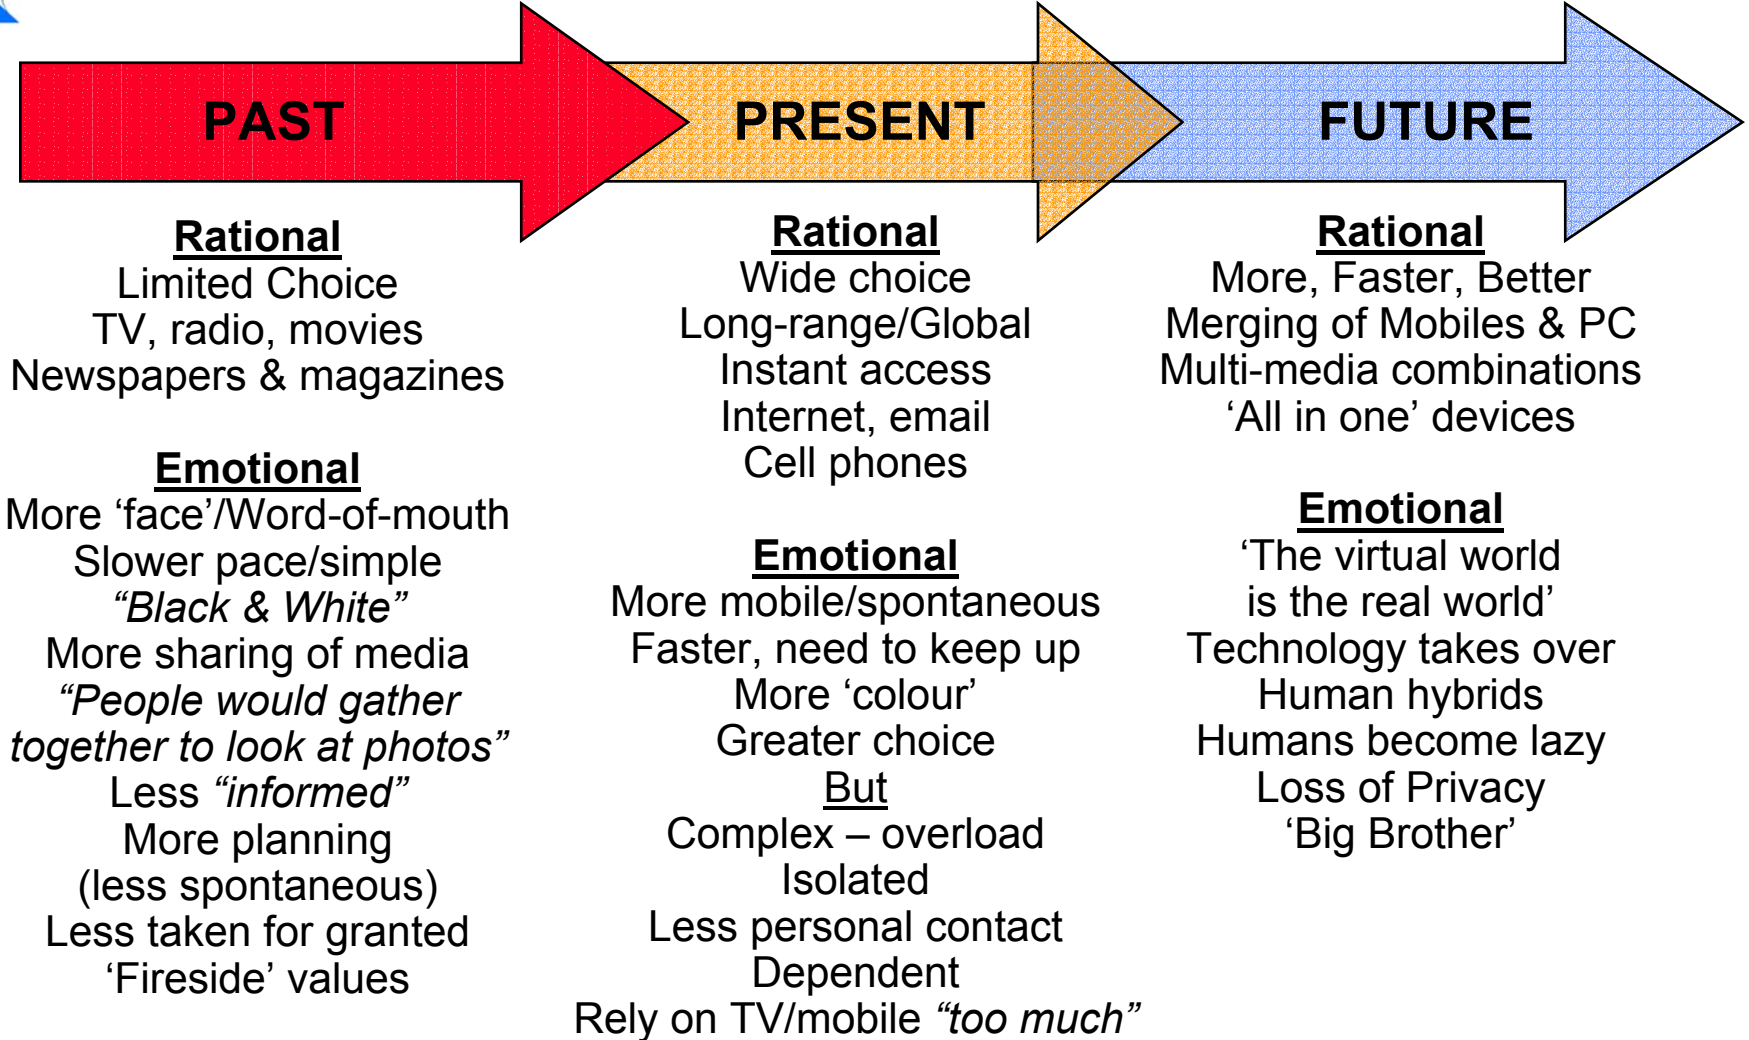 PAST
PRESENT
FUTURE
Rational
Limited Choice
TV, radio, movies
Newspapers & magazines
Emotional
More ‘face’/Word-of-mouth
Slower pace/simple
“Black & White”
More sharing of media
“People would gather
together to look at photos”
Less “informed”
More planning
(less spontaneous)
Less taken for granted
‘Fireside’ values
Rational
Wide choice
Long-range/Global
Instant access
Internet, email
Cell phones
Emotional
More mobile/spontaneous
Faster, need to keep up
More ‘colour’
Greater choice
But
Complex – overload
Isolated
Less personal contact
Dependent
Rely on TV/mobile “too much”
Rational
More, Faster, Better
Merging of Mobiles & PC
Multi-media combinations
‘All in one’ devices
Emotional
‘The virtual world
is the real world’
Technology takes over
Human hybrids
Humans become lazy
Loss of Privacy
‘Big Brother’